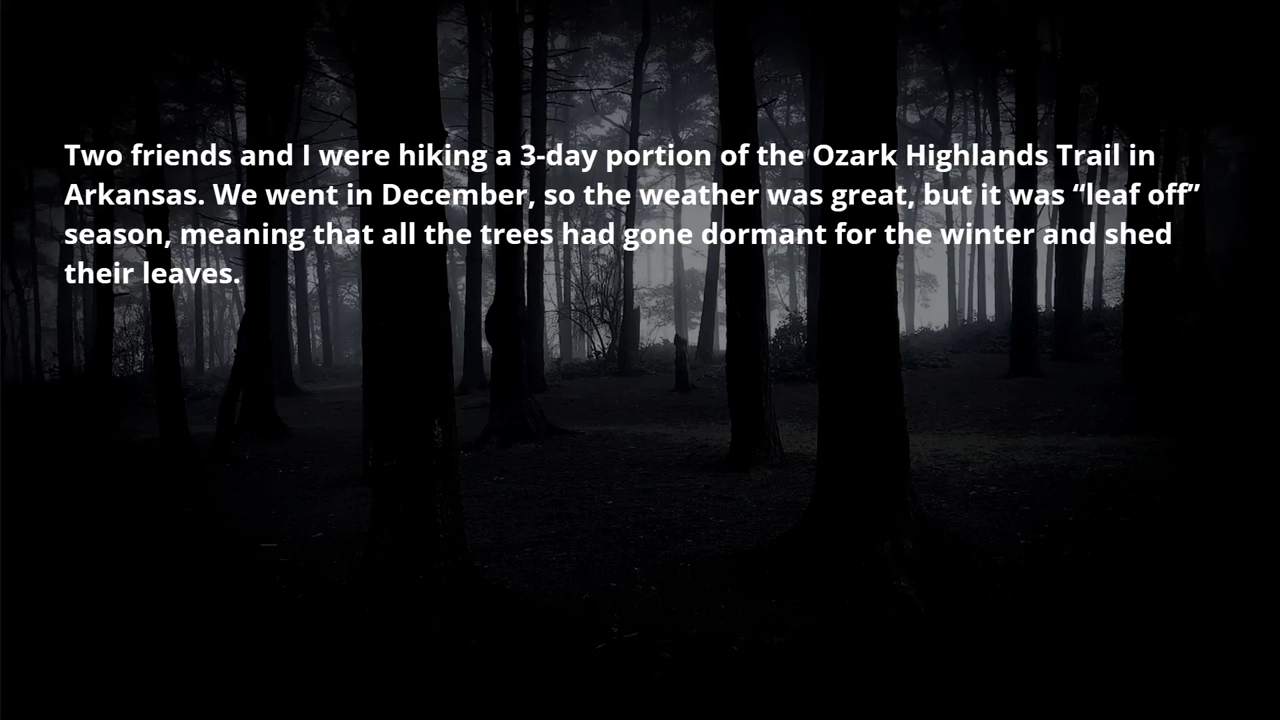 Two friends and I were hiking a 3-day portion of the Ozark Highlands Trail in
Arkansas. We went in December, so the weather was great, but it was “leaf off”
season, meaning that all the trees had gone dormant for the winter and shed
their leaves.